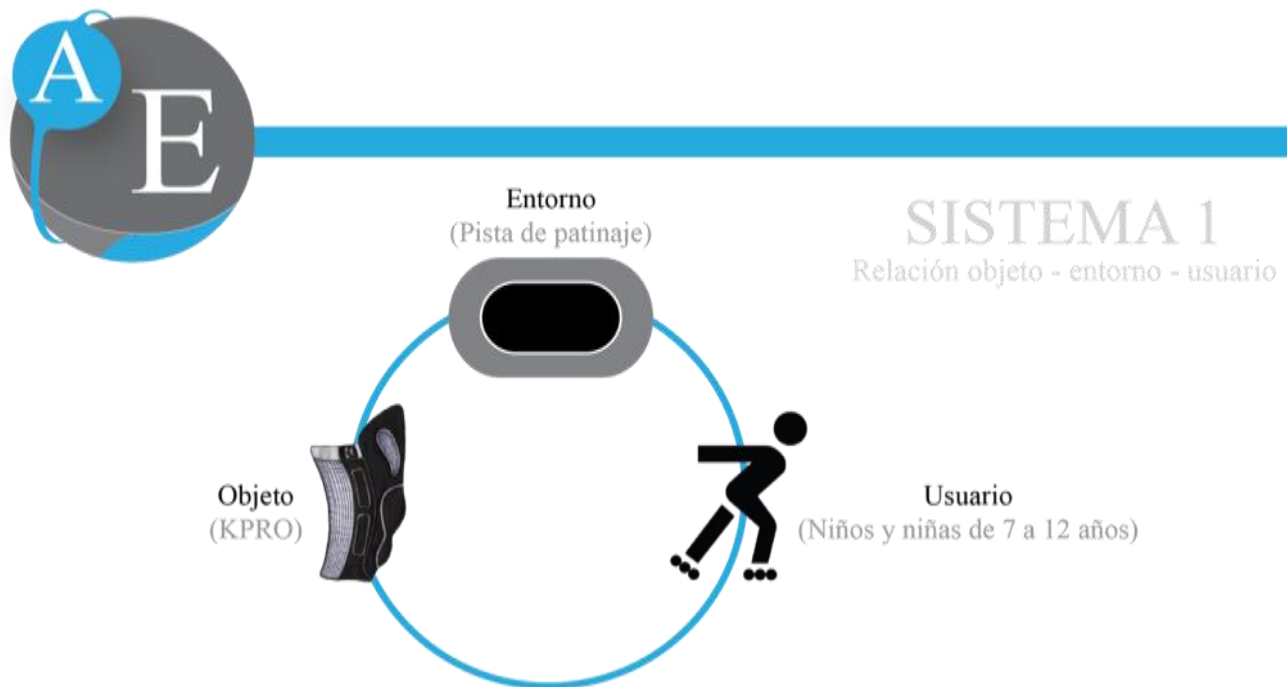 A
E
SISTEMA 1
Relación objeto - entorno - usuario
Entorno
(Pista de patinaje)
Objeto
(KPRO)
Usuario
(Niños y niñas de 7 a 12 años)